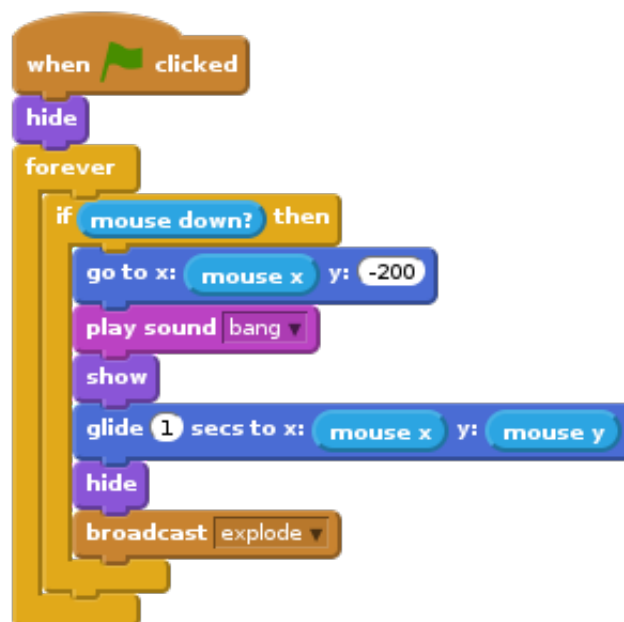 when clicked
hide
forever
if mouse down? then
go to x: mouse x y: -200
play sound bang
show
glide 1 secs to x: mouse x y: mouse y
hide
broadcast explode